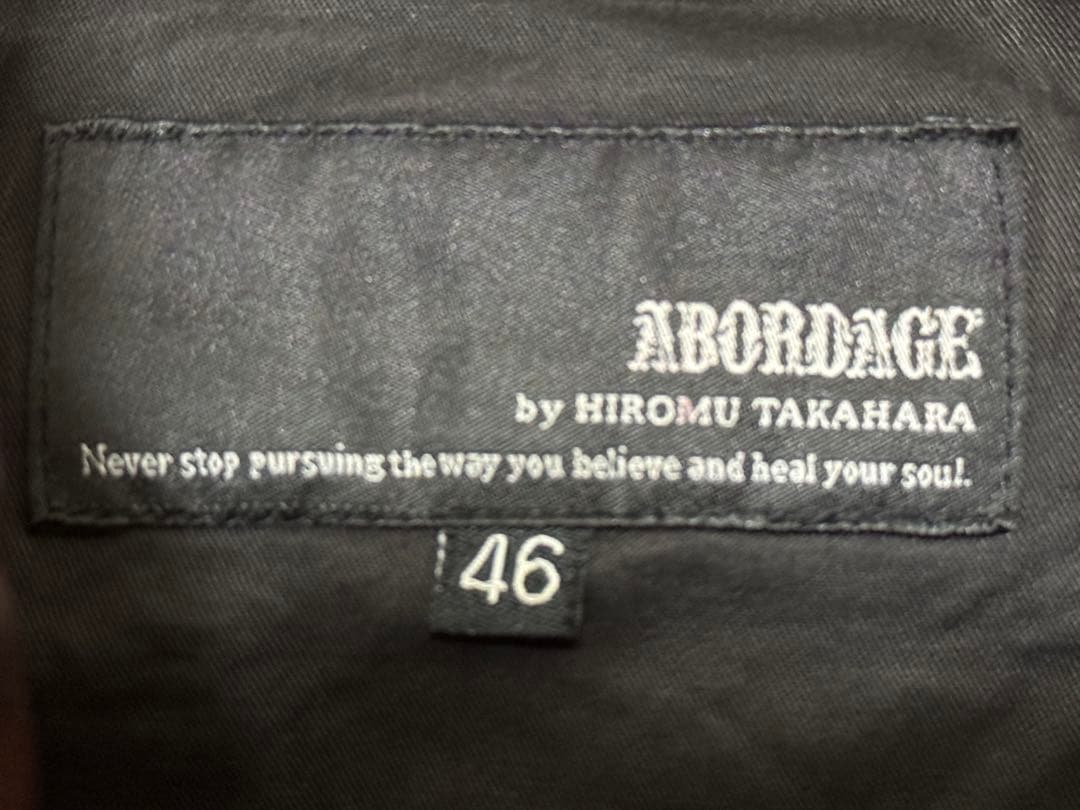 ABORDAGE
by HIROMU TAKAHARA
Never stop pursuing the way you believe and heal your soul.
46